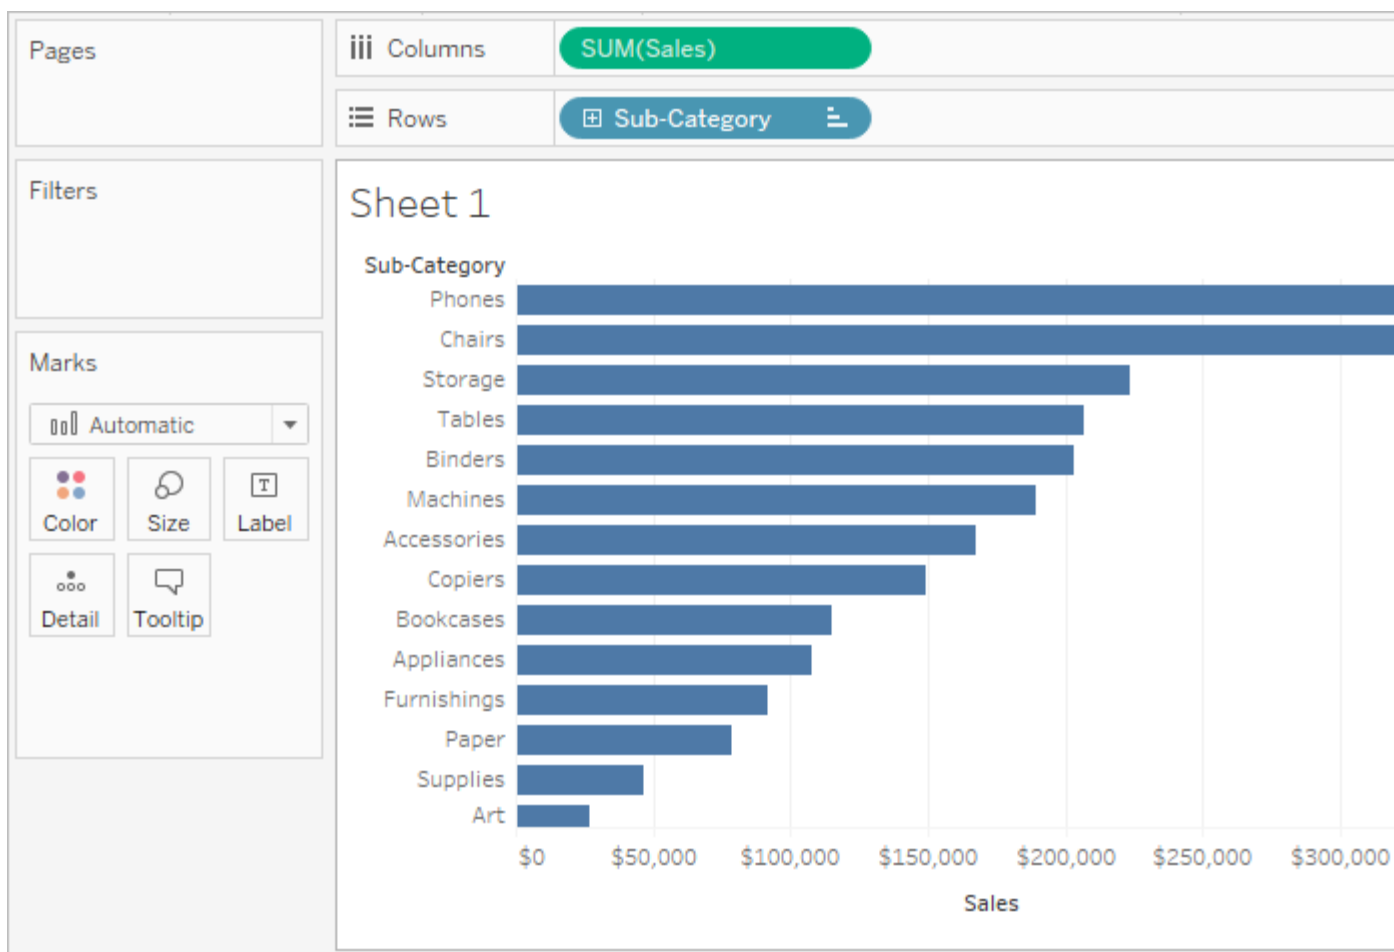 Pages
Columns
SUM(Sales)
Rows
Sub-Category
Filters
Marks
Automatic
Color
Size
Label
Detail
Tooltip
Sheet 1
Sub-Category
Phones
Chairs
Storage
Tables
Binders
Machines
Accessories
Copiers
Bookcases
Appliances
Furnishings
Paper
Supplies
Art
$0 $50,000 $100,000 $150,000 $200,000 $250,000 $300,000
Sales